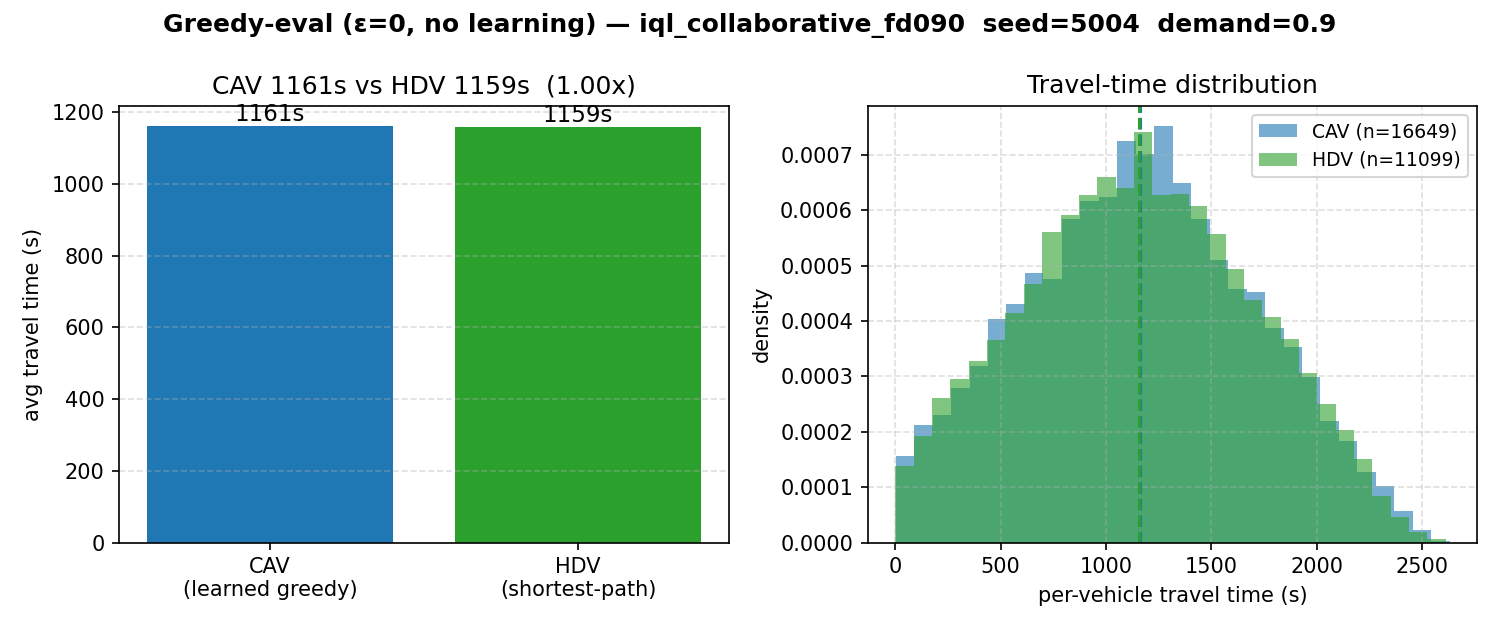 Greedy-eval (ε=0, no learning) — iql_collaborative_fd090  seed=5004  demand=0.9
CAV 1161s vs HDV 1159s  (1.00x)
1161s
1159s
avg travel time (s)
1200
1000
800
600
400
200
0
CAV
(learned greedy)
HDV
(shortest-path)
Travel-time distribution
CAV (n=16649)
HDV (n=11099)
density
0.0007
0.0006
0.0005
0.0004
0.0003
0.0002
0.0001
0.0000
0
500
1000
1500
2000
2500
per-vehicle travel time (s)